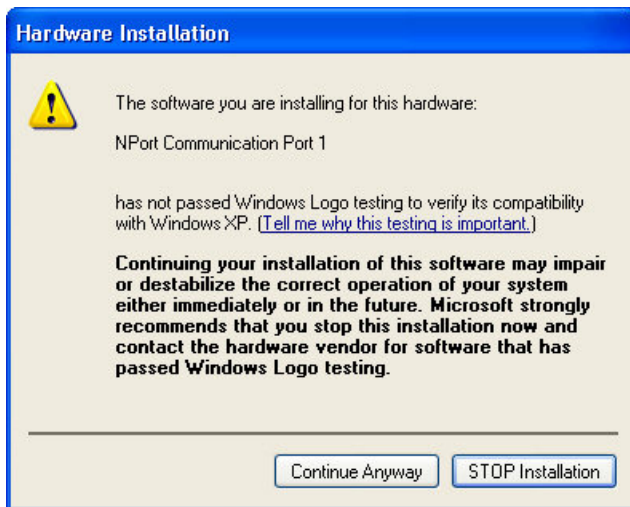 Hardware Installation
The software you are installing for this hardware:
NPort Communication Port 1
has not passed Windows Logo testing to verify its compatibility
with Windows XP. (Tell me why this testing is important.)
Continuing your installation of this software may impair
or destabilize the correct operation of your system
either immediately or in the future. Microsoft strongly
recommends that you stop this installation now and
contact the hardware vendor for software that has
passed Windows Logo testing.
Continue Anyway STOP Installation